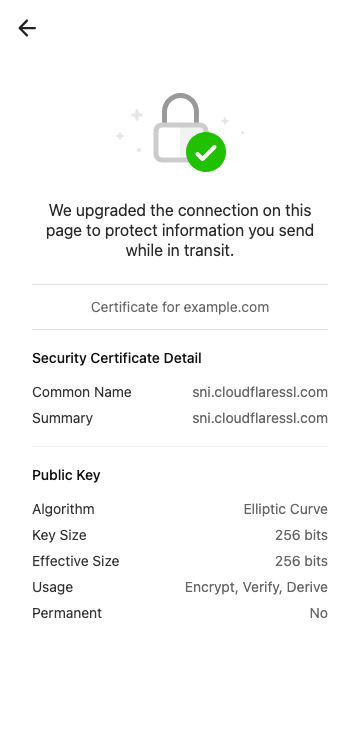 We upgraded the connection on this
page to protect information you send
while in transit.
Certificate for example.com
Security Certificate Detail
Common Name sni.cloudflaressl.com
Summary sni.cloudflaressl.com
Public Key
Algorithm Elliptic Curve
Key Size 256 bits
Effective Size 256 bits
Usage Encrypt, Verify, Derive
Permanent No